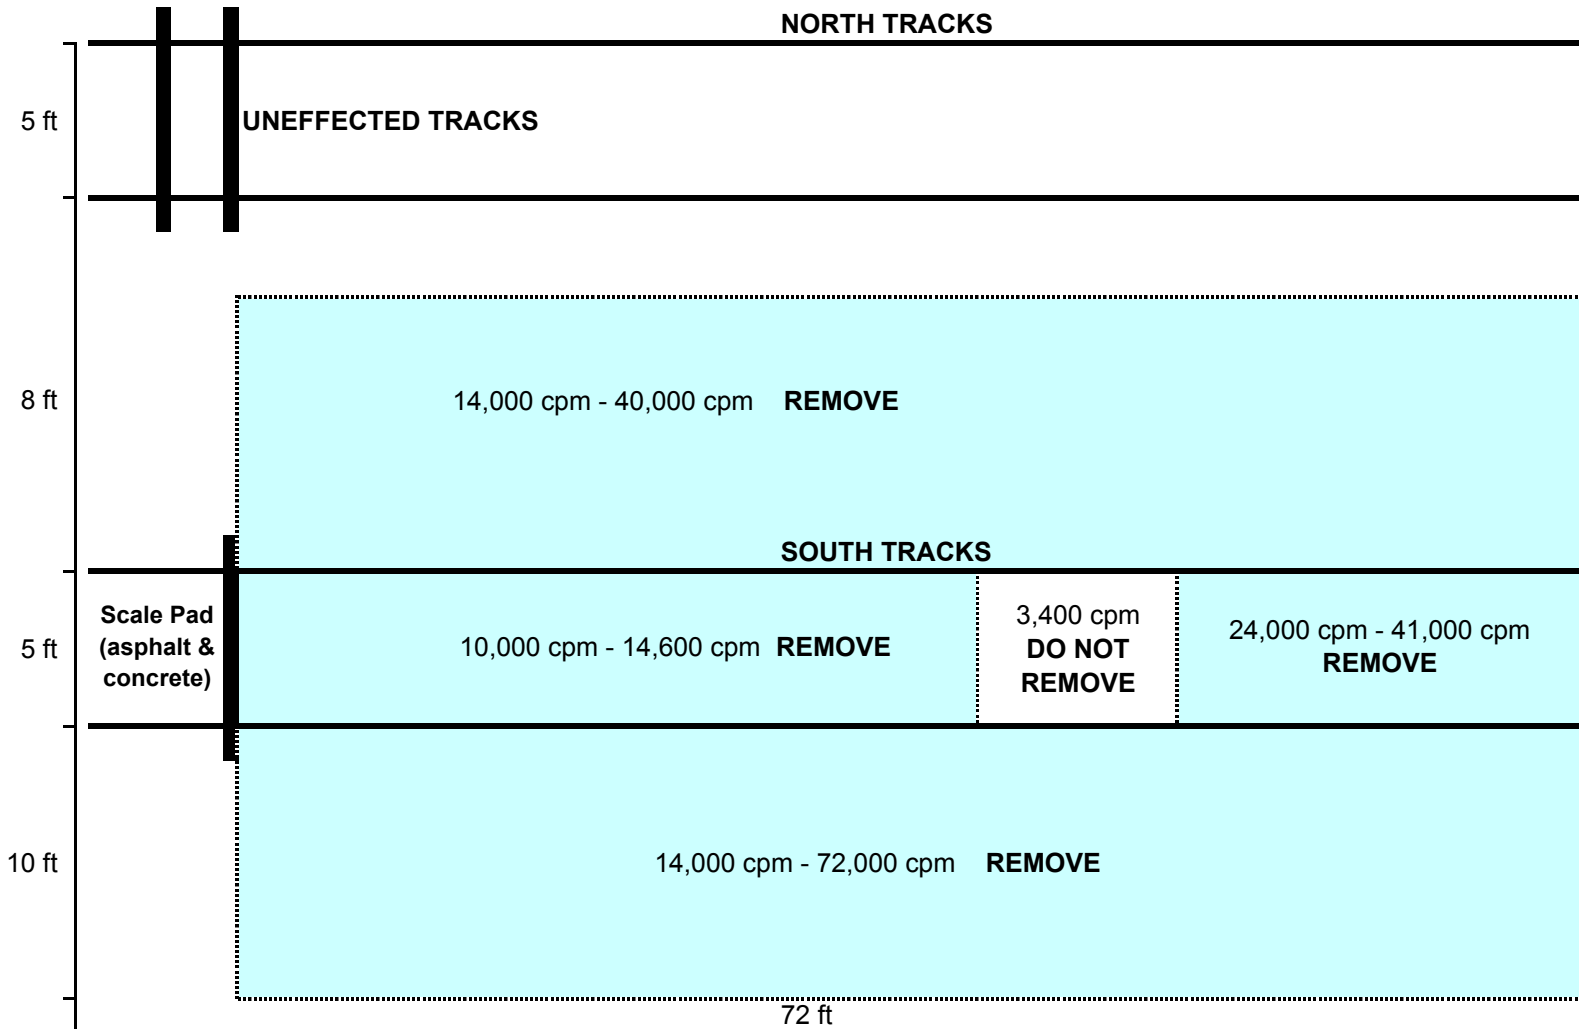 NORTH TRACKS
5 ft
UNEFFECTED TRACKS
8 ft
14,000 cpm - 40,000 cpm REMOVE
SOUTH TRACKS
5 ft
Scale Pad
(asphalt &
concrete)
10,000 cpm - 14,600 cpm REMOVE
3,400 cpm
DO NOT
REMOVE
24,000 cpm - 41,000 cpm
REMOVE
10 ft
14,000 cpm - 72,000 cpm REMOVE
72 ft